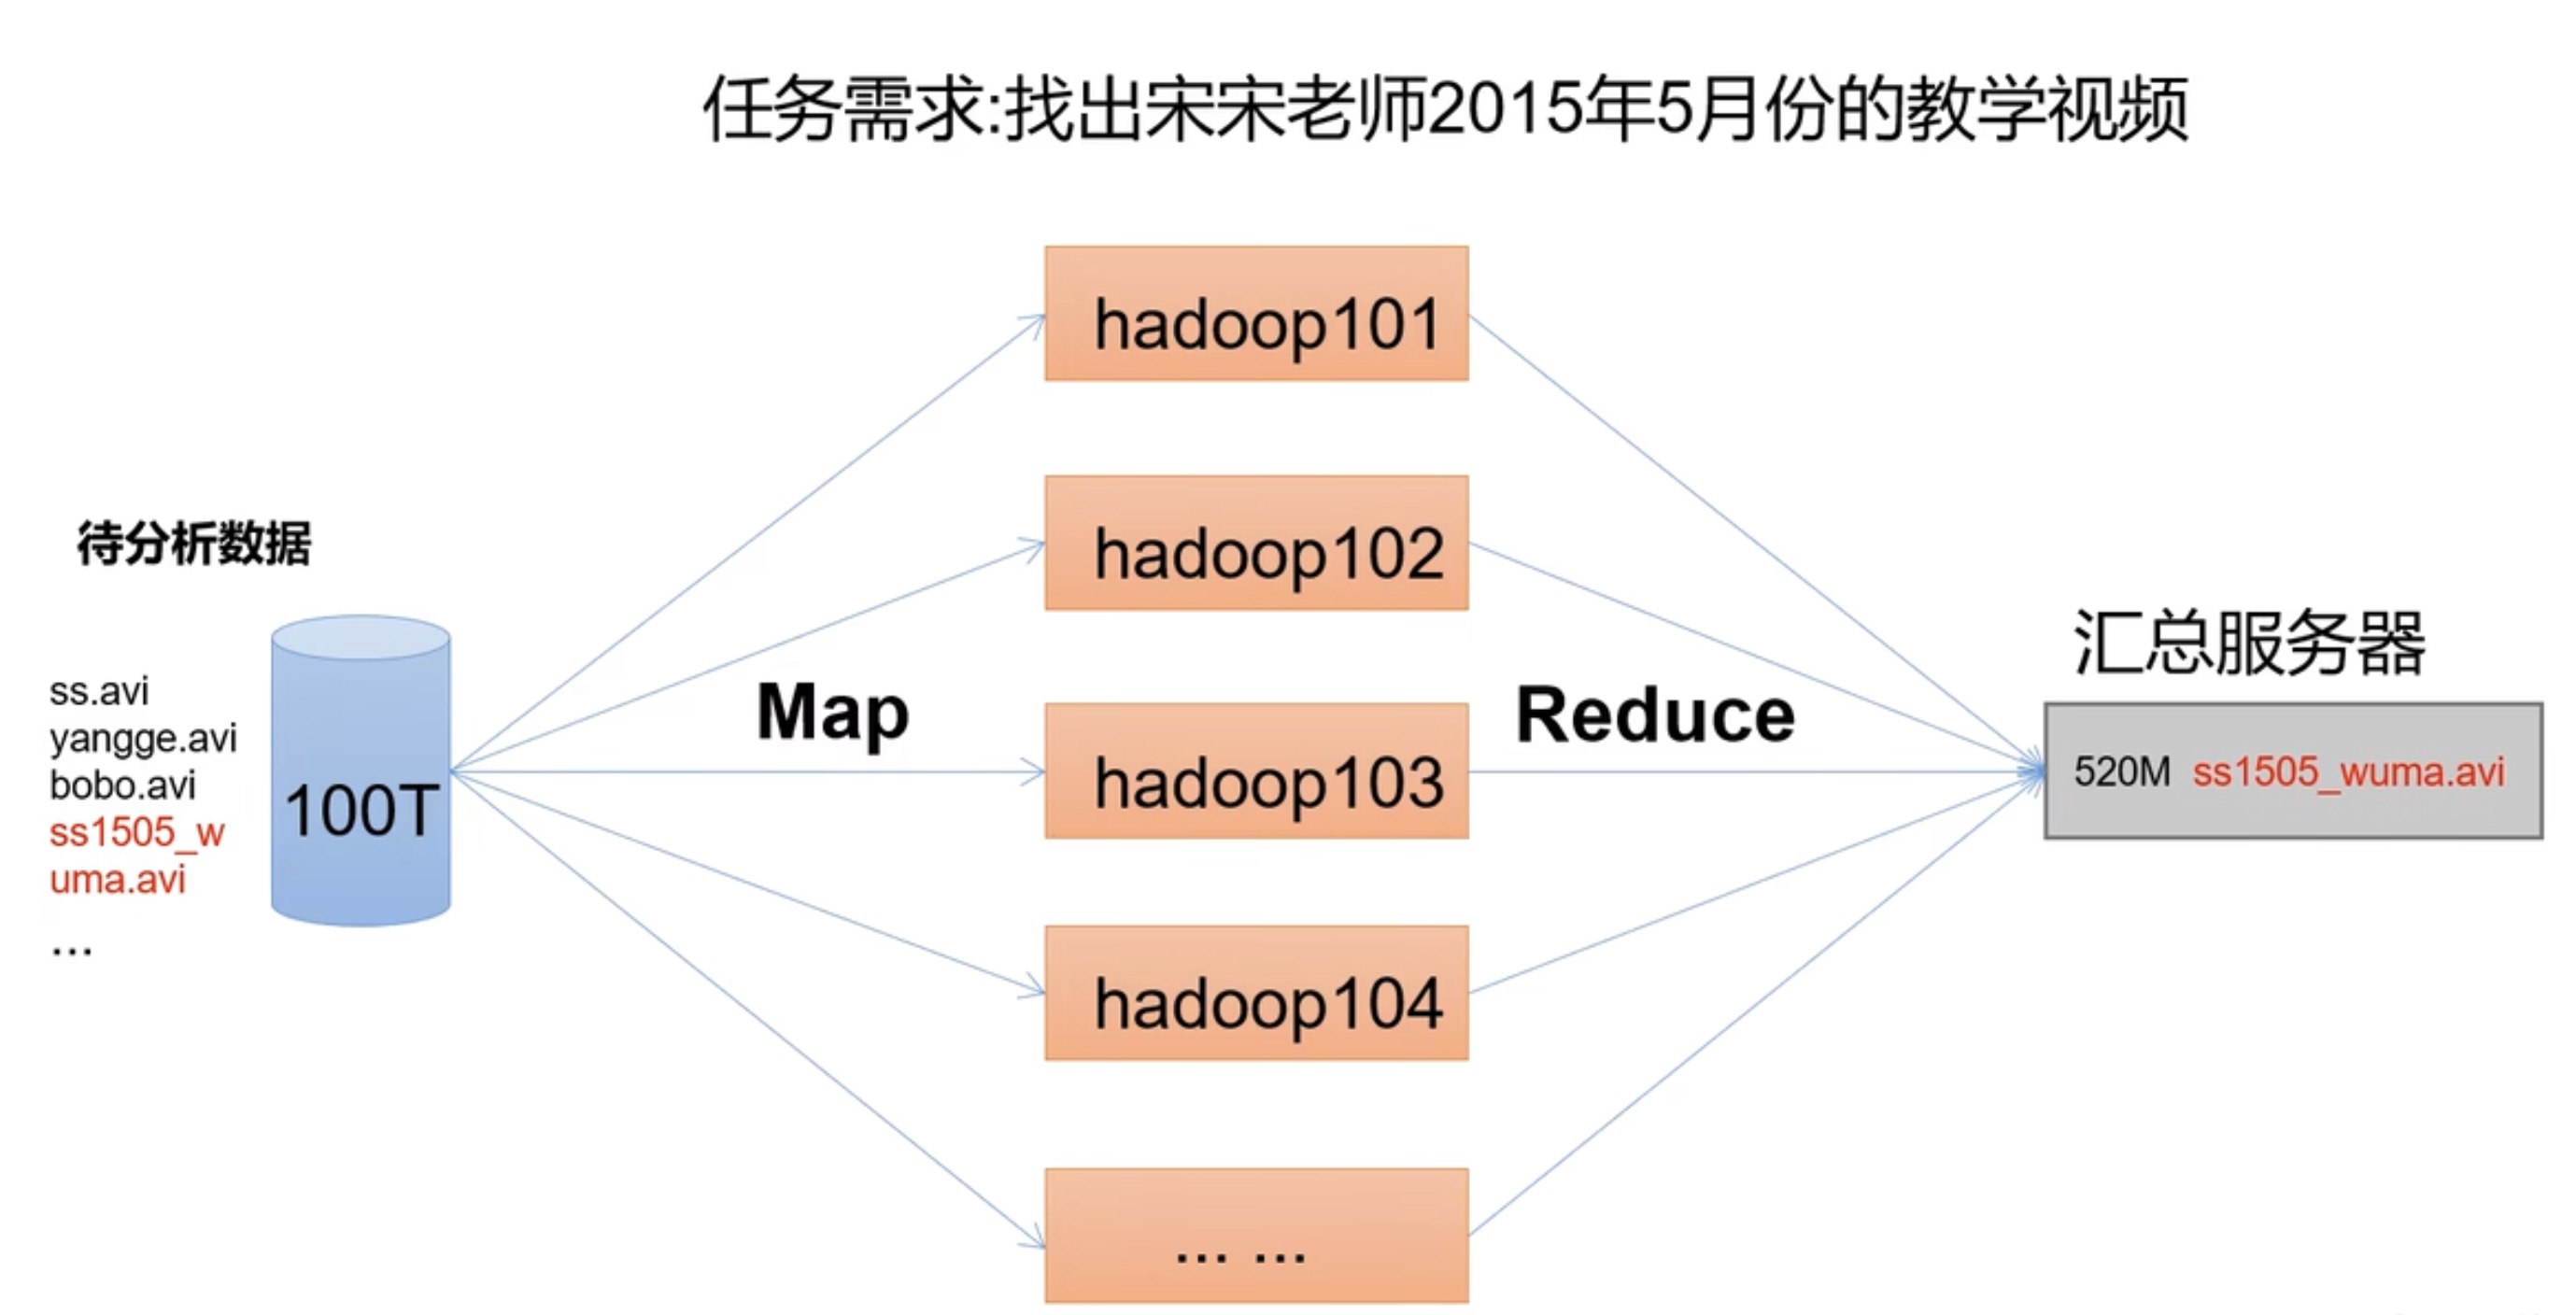 任务需求:找出宋宋老师2015年5月份的教学视频
hadoop101
hadoop102
待分析数据
汇总服务器
ss.avi
yangge.avi
bobo.avi
ss1505_w
uma.avi
...
100T
Map
hadoop103
Reduce
520M ss1505_wuma.avi
hadoop104
... ...